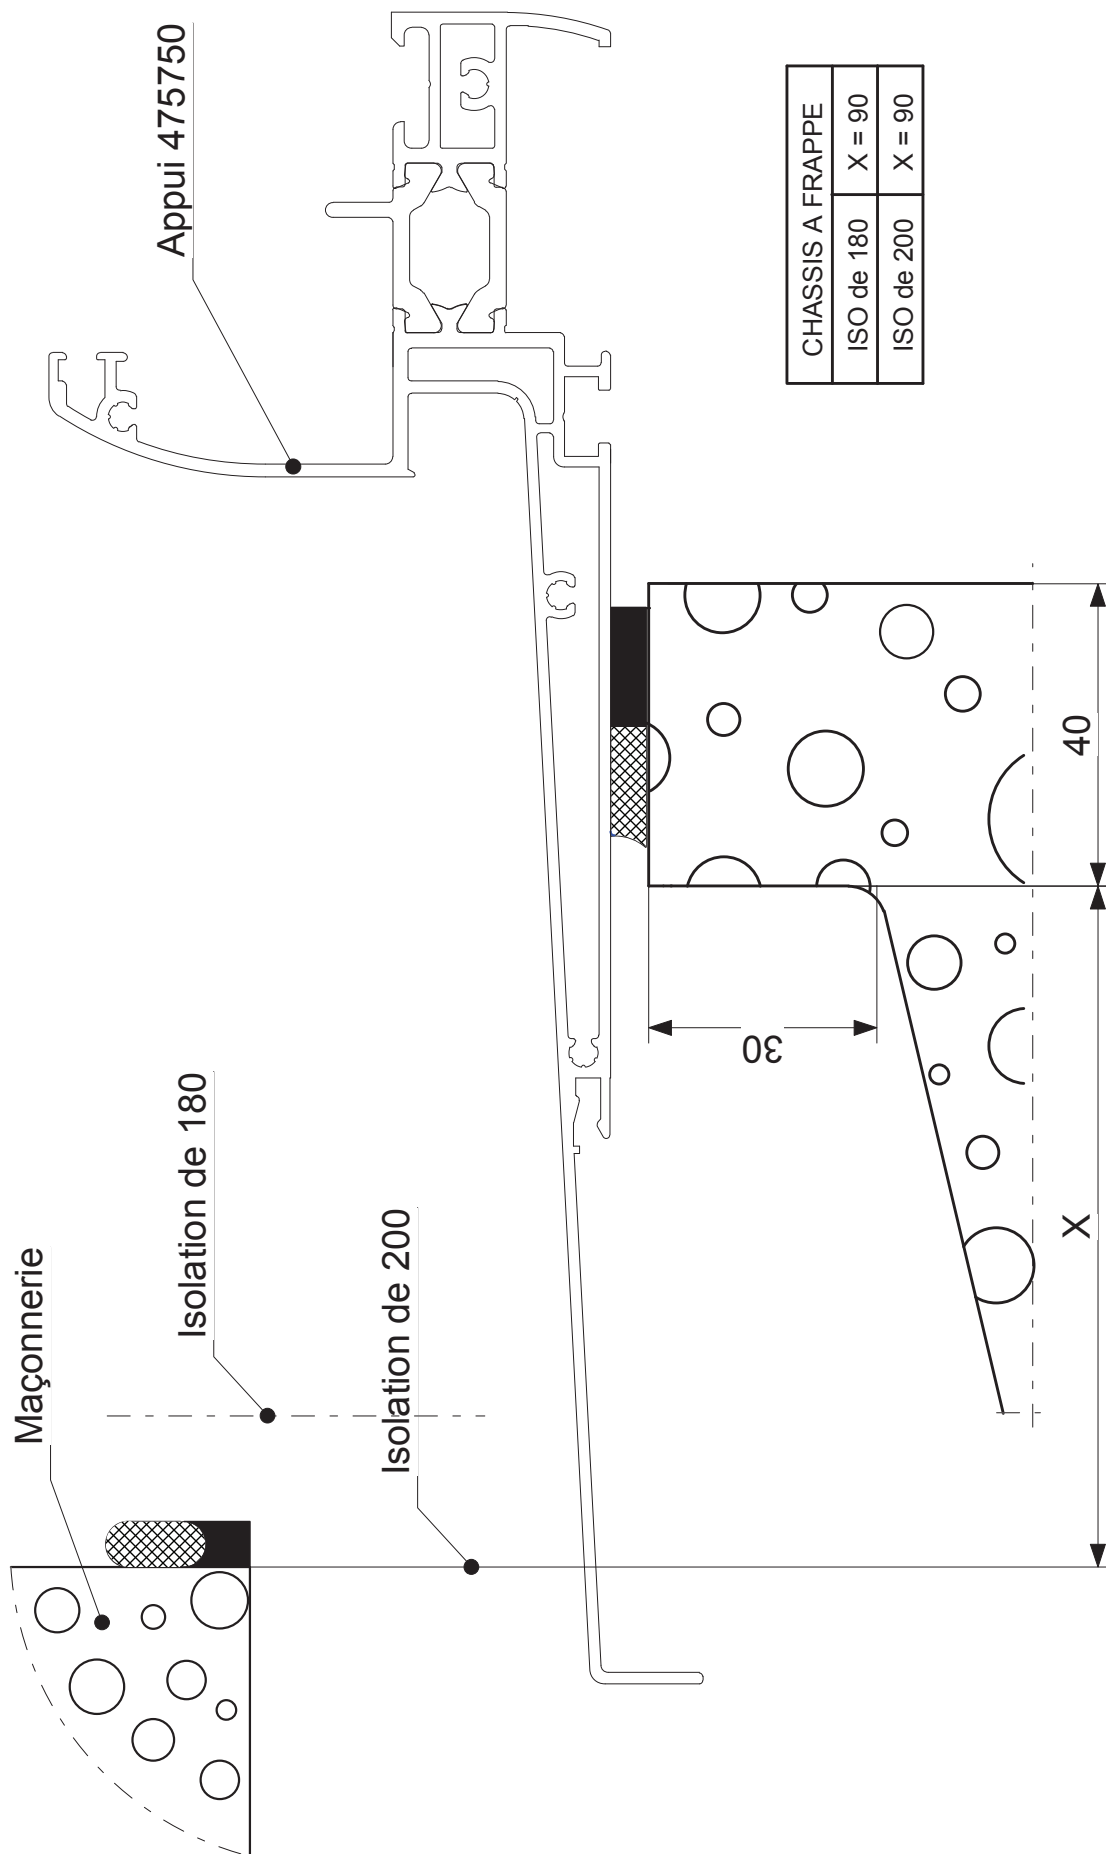 Maçonnerie
Isolation de 180
Isolation de 200
Appui 475750
CHASSIS A FRAPPE
ISO de 180 X = 90
ISO de 200 X = 90
30
X
40